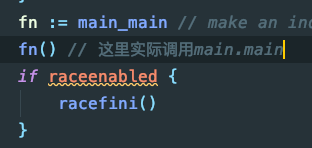 fn := main_main // make an
fn() // 这里实际调用main.main
if raceenabled {
racefini()
}